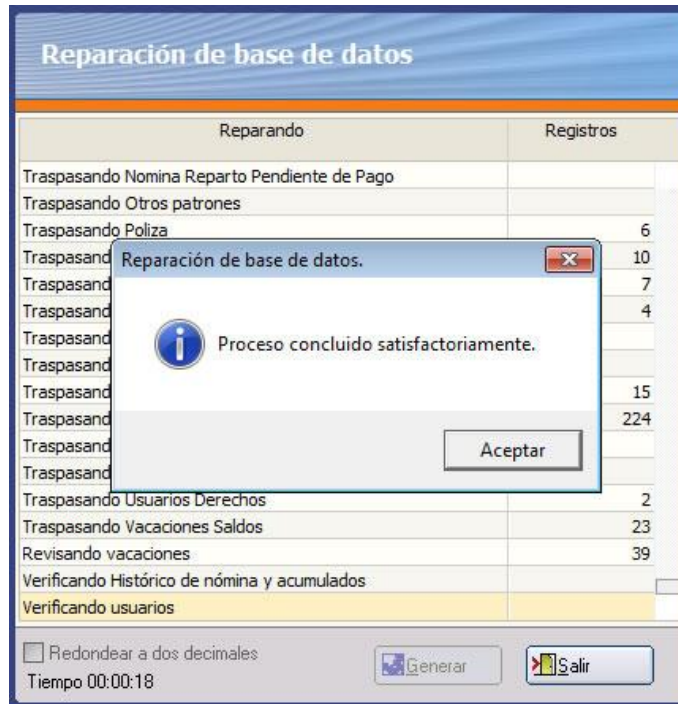 Reparación de base de datos
Reparando Registros
Traspasando Nomina Reparto Pendiente de Pago
Traspasando Otros patrones
Traspasando Poliza 6
Traspasand 10
Traspasand 7
Traspasand 4
Traspasand
Traspasand
Traspasand 15
Traspasand 224
Traspasand
Traspasand
Reparación de base de datos.
Proceso concluido satisfactoriamente.
Aceptar
Traspasando Usuarios Derechos 2
Traspasando Vacaciones Saldos 23
Revisando vacaciones 39
Verificando Histórico de nómina y acumulados
Verificando usuarios
Redondear a dos decimales
Tiempo 00:00:18
Generar
Salir